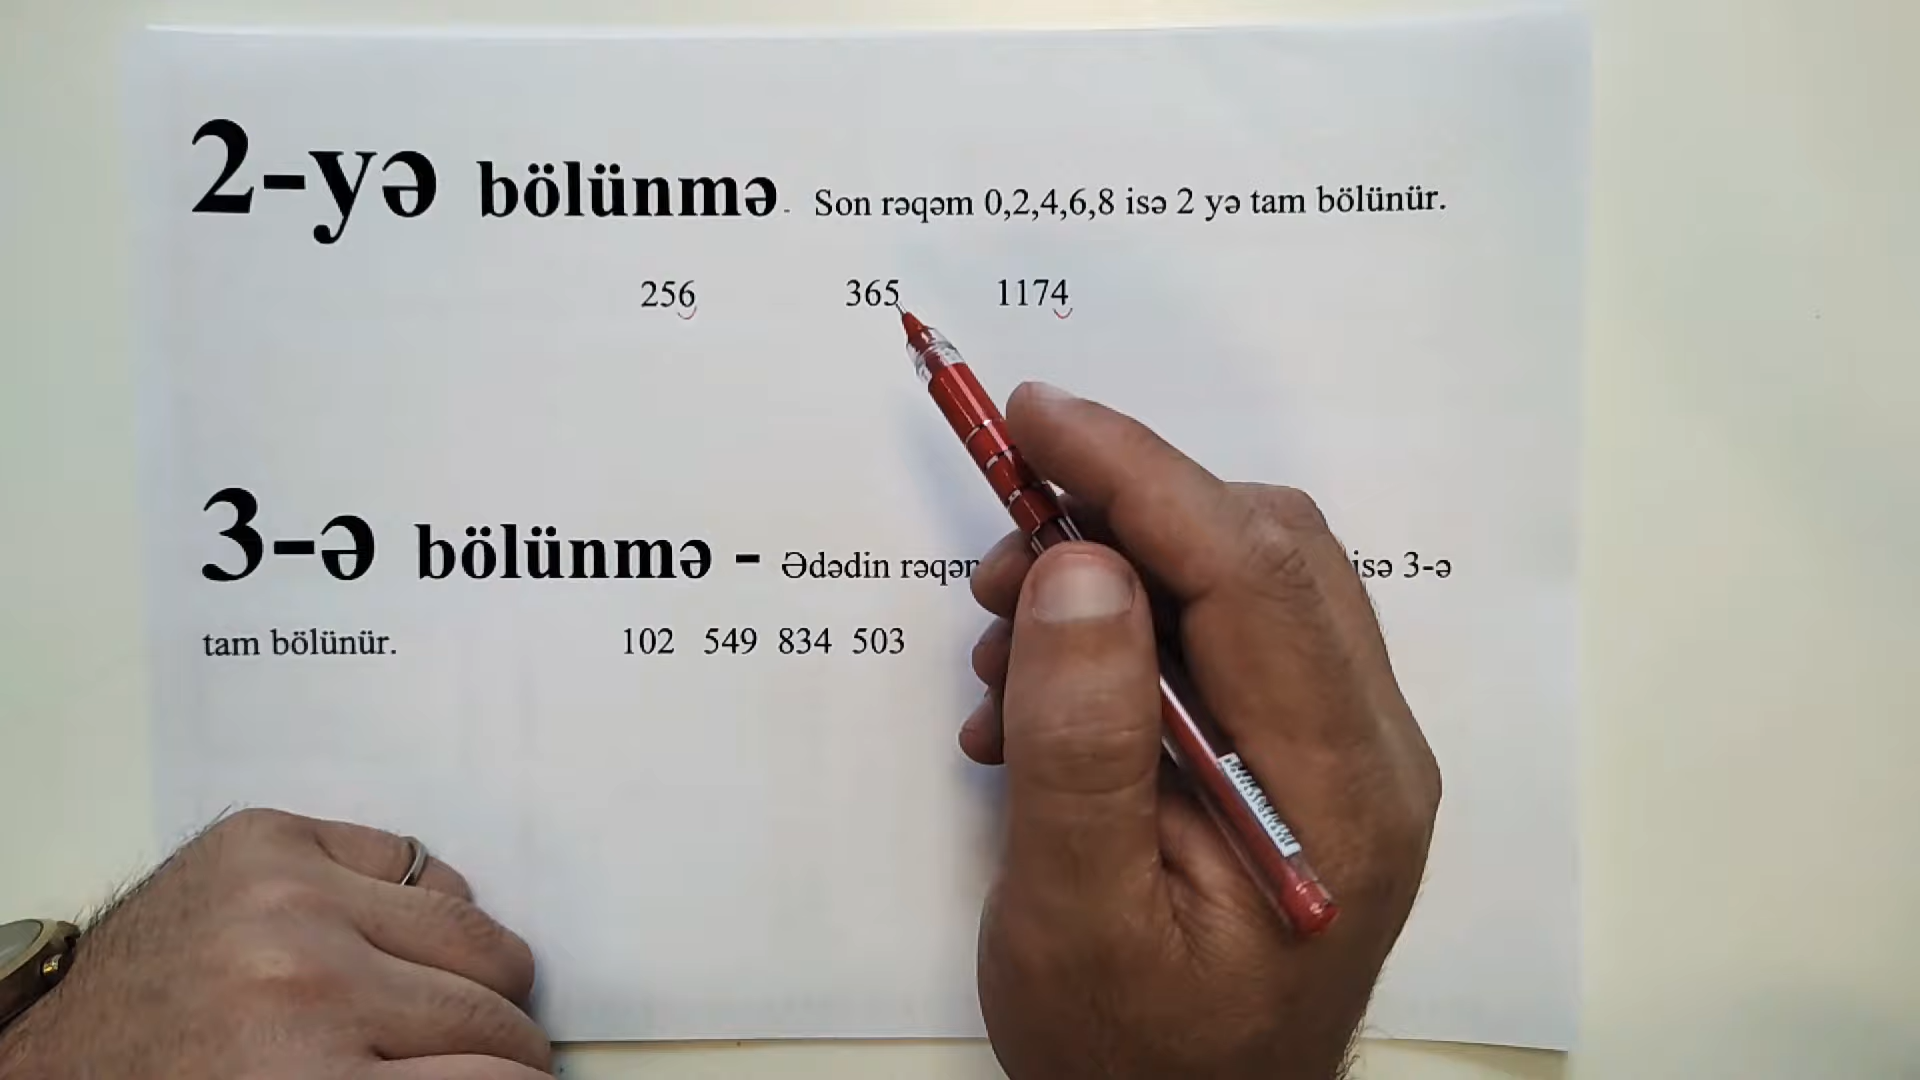 2-yə bölünmə - Son rəqəm 0,2,4,6,8 isə 2 yə tam bölünür.
256 365 1174
3-ə bölünmə - Ədədin isə 3-ə
tam bölünür. 102 549 834 503